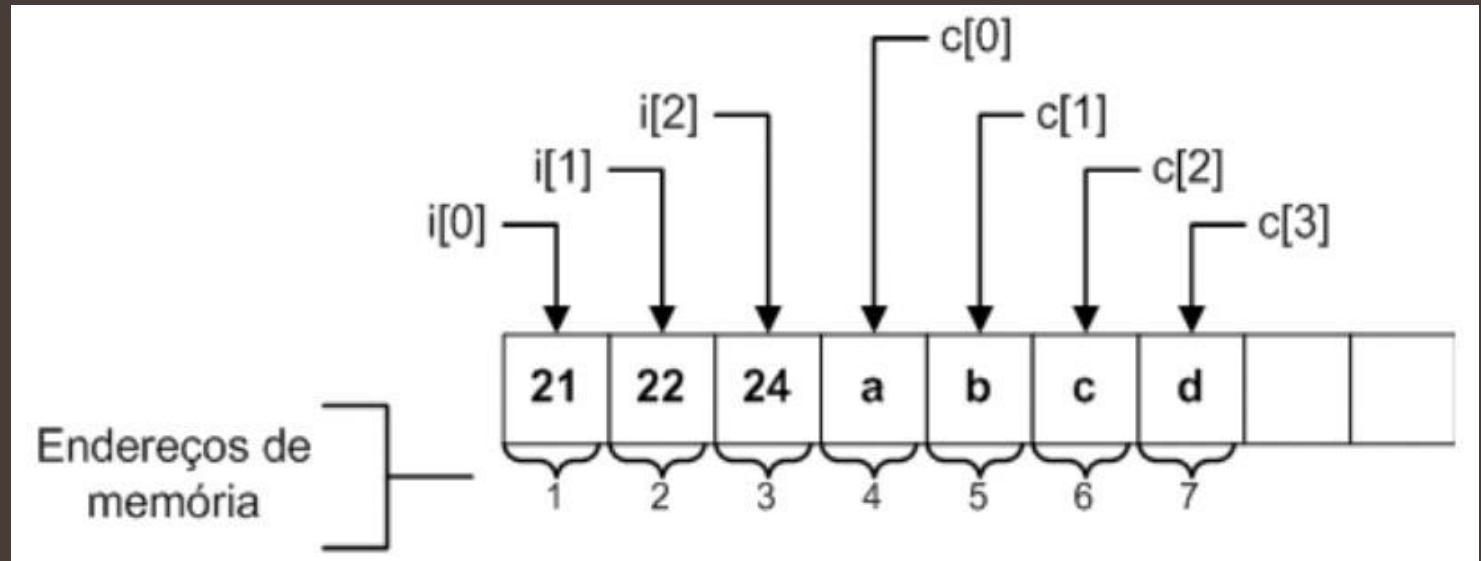 c[0]
i[2] c[1]
i[1] c[2]
i[0] c[3]
21 22 24 a b c d
Endereços de
memória
1 2 3 4 5 6 7